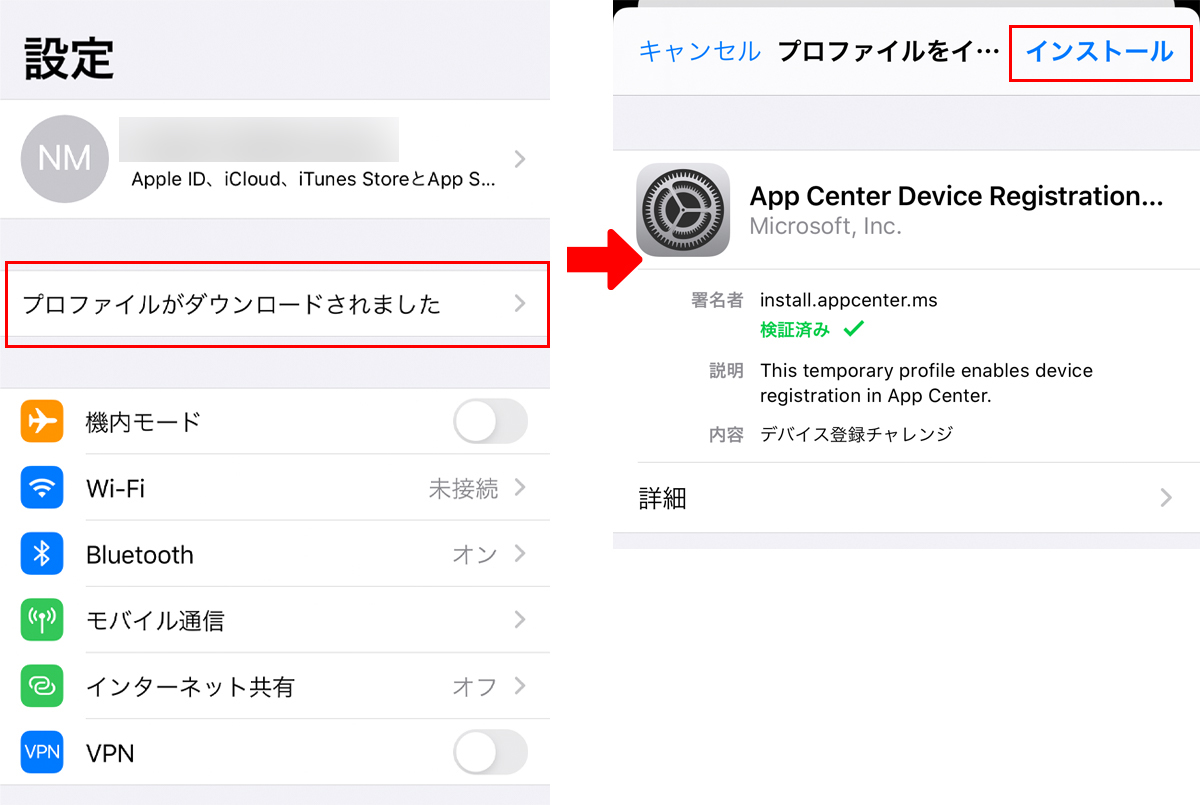 設定
NM
Apple ID、iCloud、iTunes StoreとApp S...
プロファイルがダウンロードされました
機内モード
Wi-Fi 未接続
Bluetooth オン
モバイル通信
インターネット共有 オフ
VPN VPN
キャンセル プロファイルをイ… インストール
App Center Device Registration...
Microsoft, Inc.
署名者 install.appcenter.ms
検証済み
説明 This temporary profile enables device
registration in App Center.
内容 デバイス登録チャレンジ
詳細